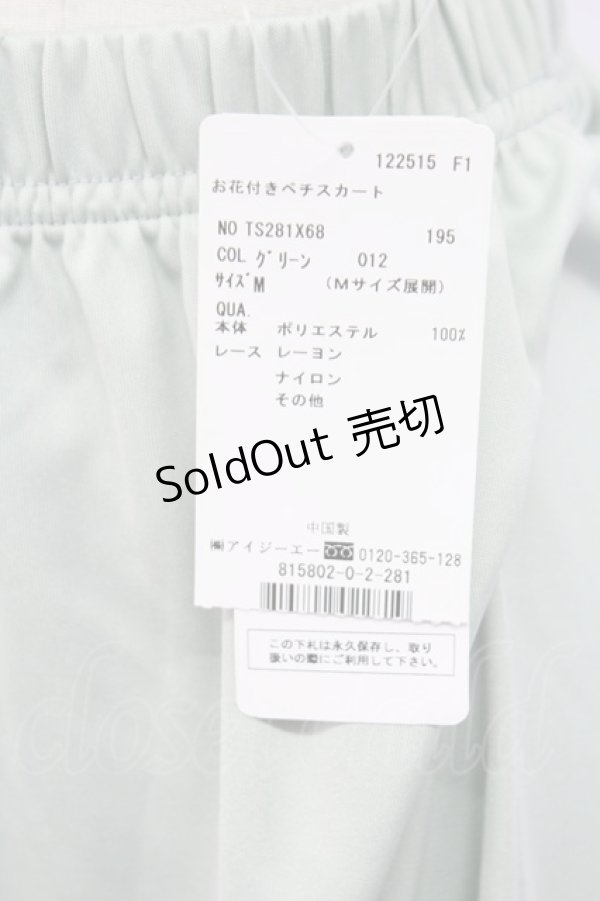 122515 F1
お花付きペチスカート
NO TS281X68 195
COL グリーン 012
サイズ M (Mサイズ展開)
QUA.
本体 ポリエステル 100%
レース レーヨン
ナイロン
その他
SoldOut 売切
中国製
㈱アイジーエー 0120-365-128
815802-0-2-281
この下札は永久保存し、取り
扱いの際にご利用して下さい。
closet child